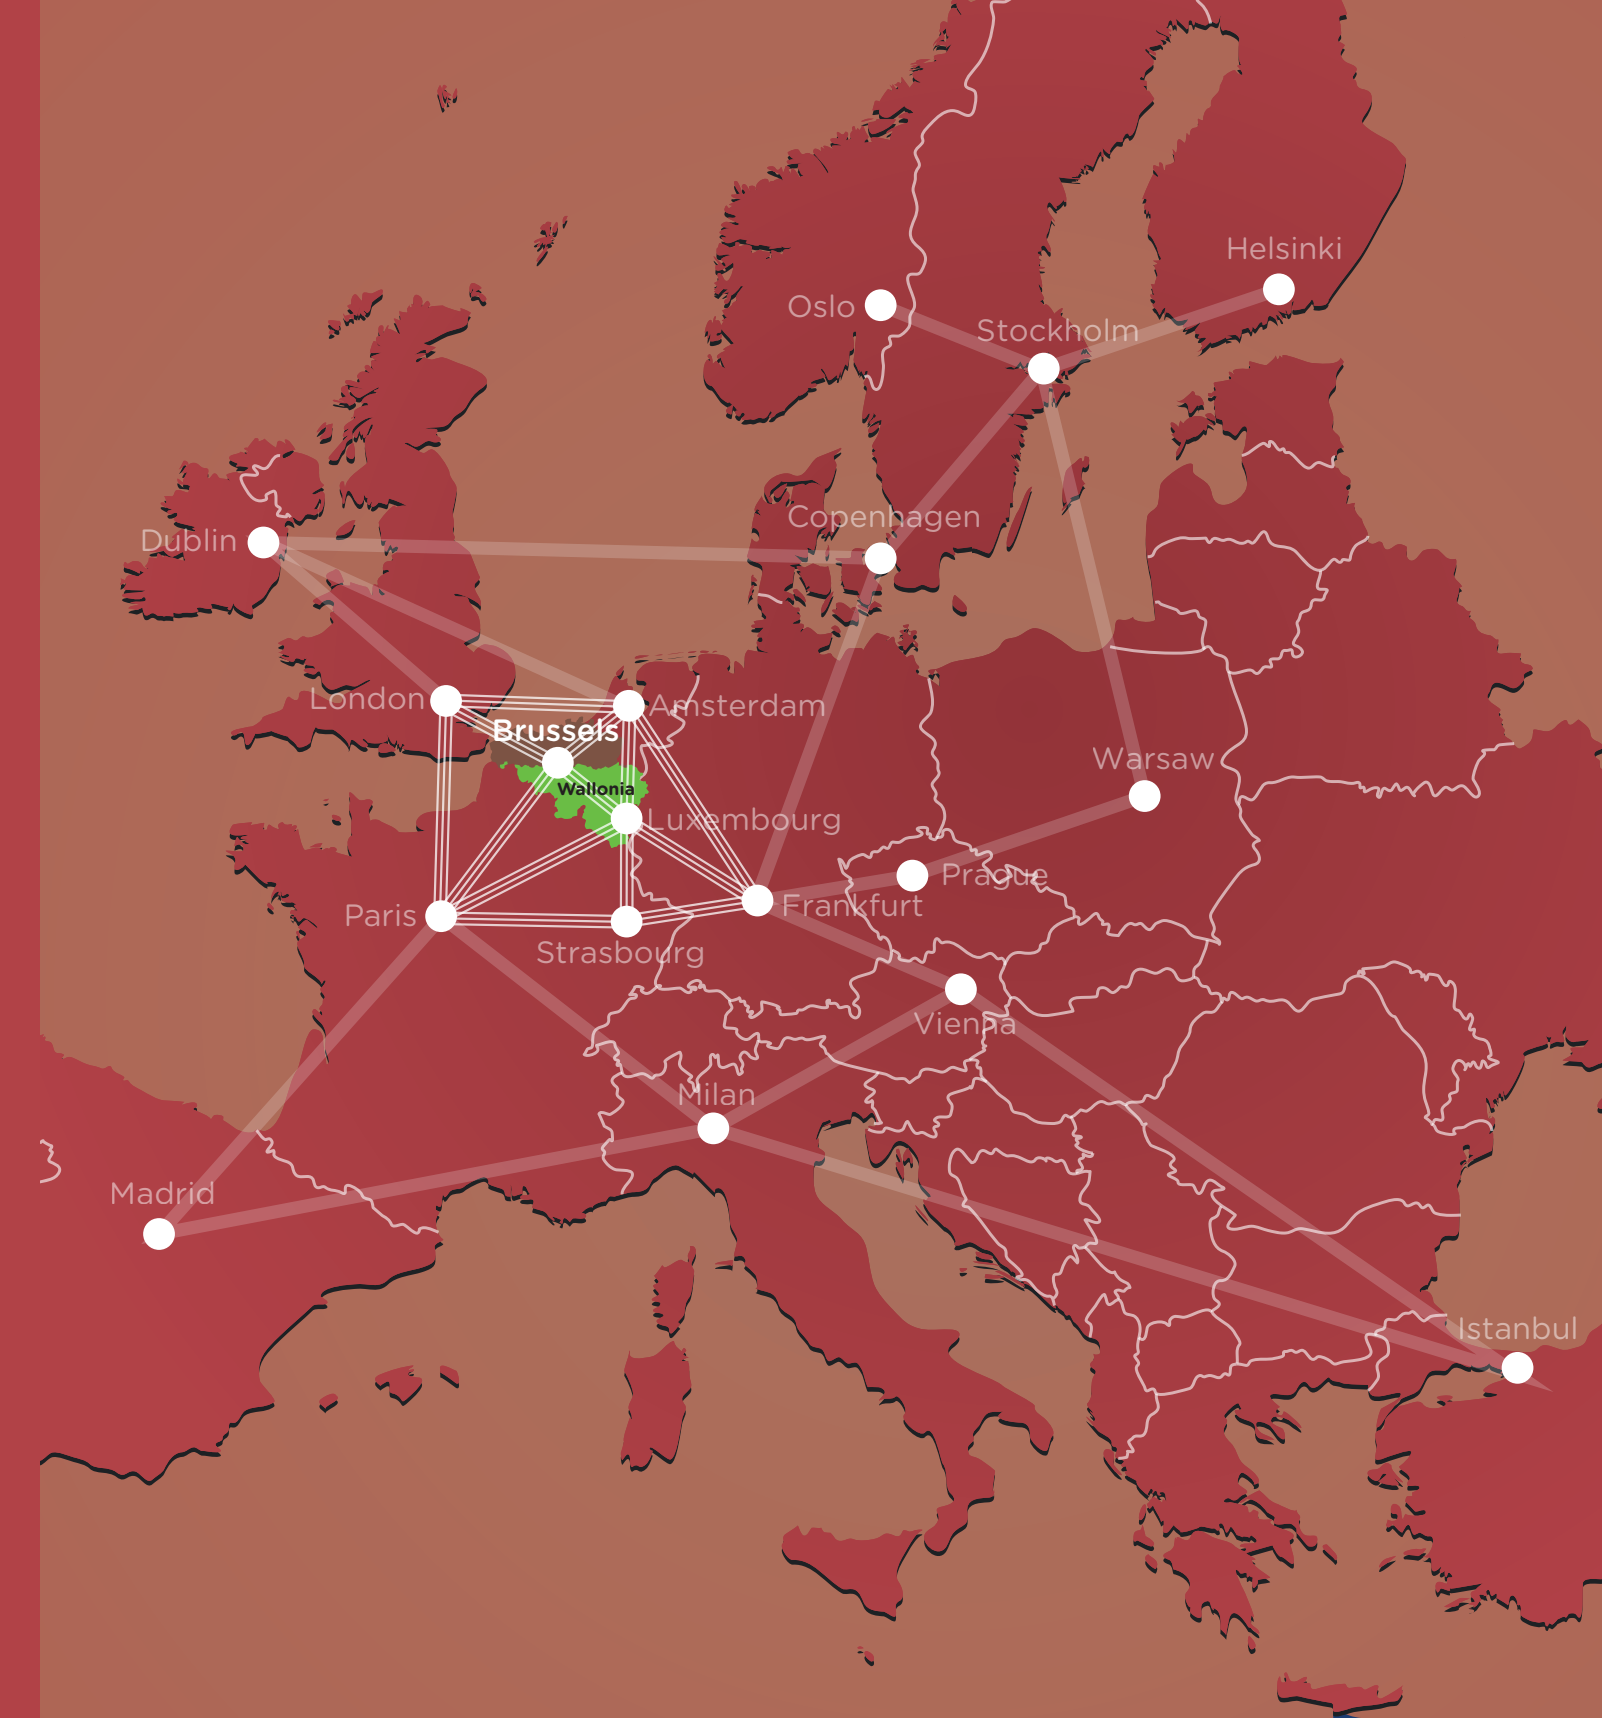 Helsinki
Oslo
Stockholm
Copenhagen
Dublin
London
Amsterdam
Brussels
Warsaw
Wallonia
Luxembourg
Prague
Frankfurt
Paris
Strasbourg
Vienna
Milan
Madrid
Istanbul